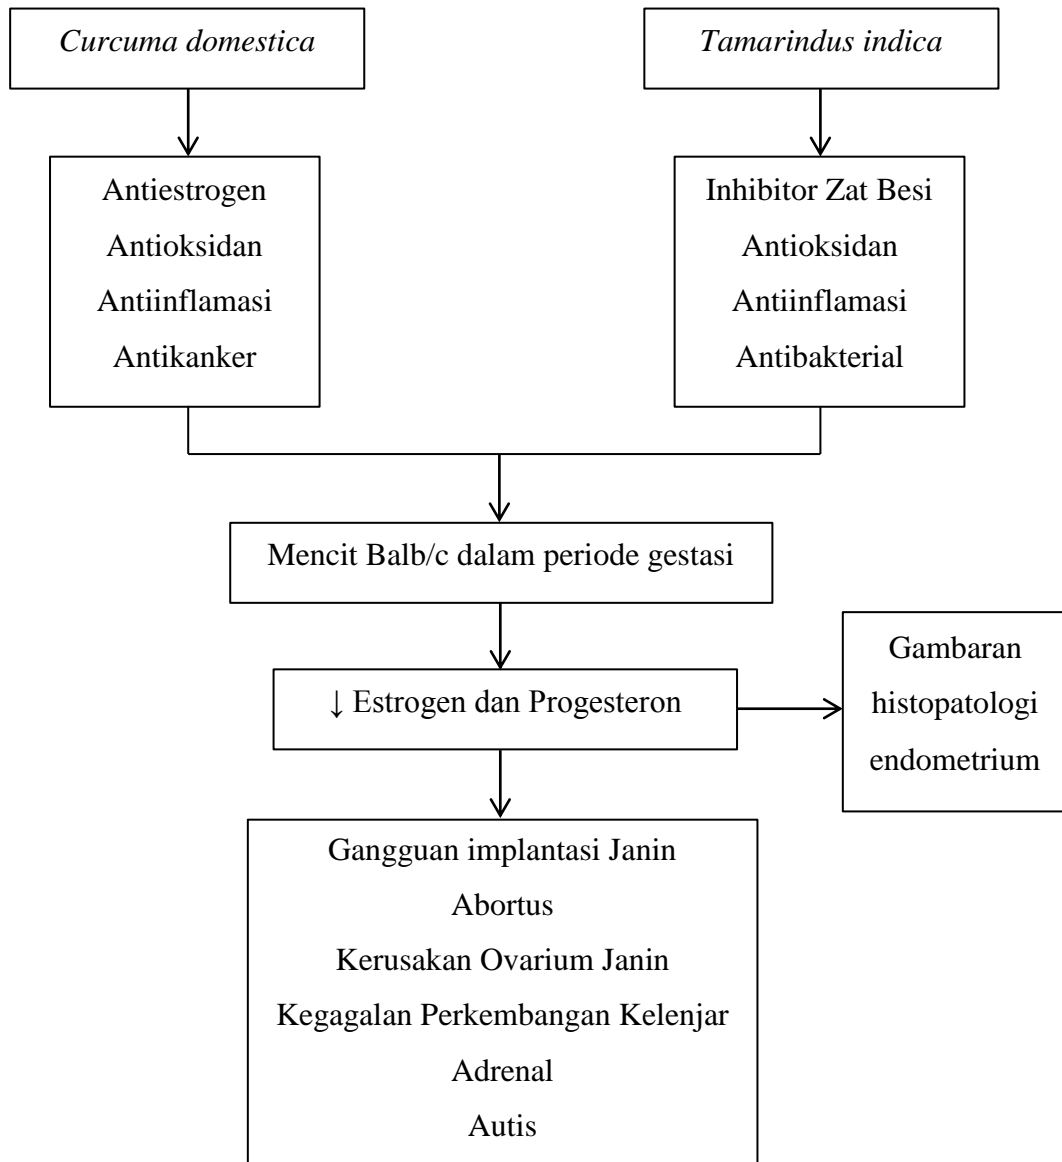 Curcuma domestica
Tamarindus indica
Antiestrogen
Antioksidan
Antiinflamasi
Antikanker
Inhibitor Zat Besi
Antioksidan
Antiinflamasi
Antibakterial
Mencit Balb/c dalam periode gestasi
↓ Estrogen dan Progesteron
Gambaran
histopatologi
endometrium
Gangguan implantasi Janin
Abortus
Kerusakan Ovarium Janin
Kegagalan Perkembangan Kelenjar
Adrenal
Autis